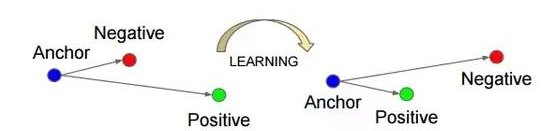 Anchor
Negative
Positive
LEARNING
Anchor
Positive
Negative